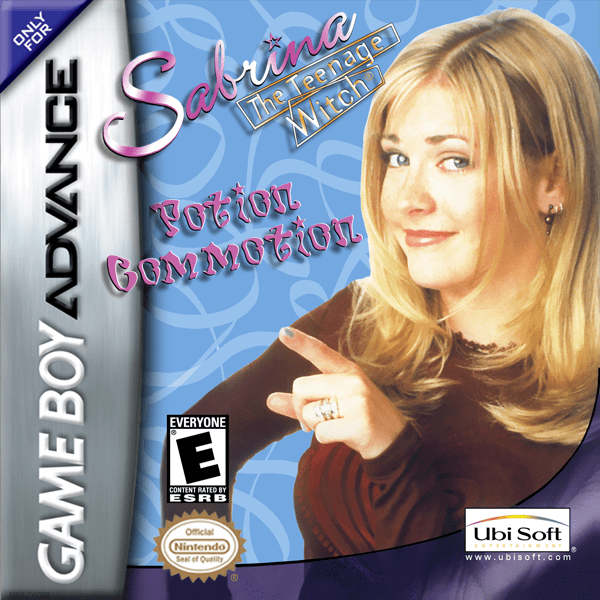 ONLY
FOR
GAME BOY ADVANCE
Sabrina
The Teenage
Witch
Potion
Commotion
EVERYONE
E
®
CONTENT RATED BY
ESRB
Official
Nintendo
Seal of Quality
®
Ubi Soft
ENTERTAINMENT
®
www.ubisoft.com